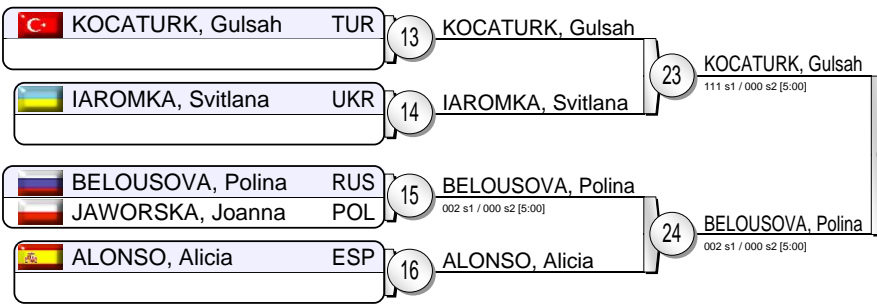 KOCATURK, Gulsah TUR
13
KOCATURK, Gulsah
IAROMKA, Svitlana UKR
14
IAROMKA, Svitlana
23
KOCATURK, Gulsah
111 s1 / 000 s2 [5:00]
BELOUSOVA, Polina RUS
JAWORSKA, Joanna POL
15
BELOUSOVA, Polina
002 s1 / 000 s2 [5:00]
ALONSO, Alicia ESP
16
ALONSO, Alicia
24
BELOUSOVA, Polina
002 s1 / 000 s2 [5:00]